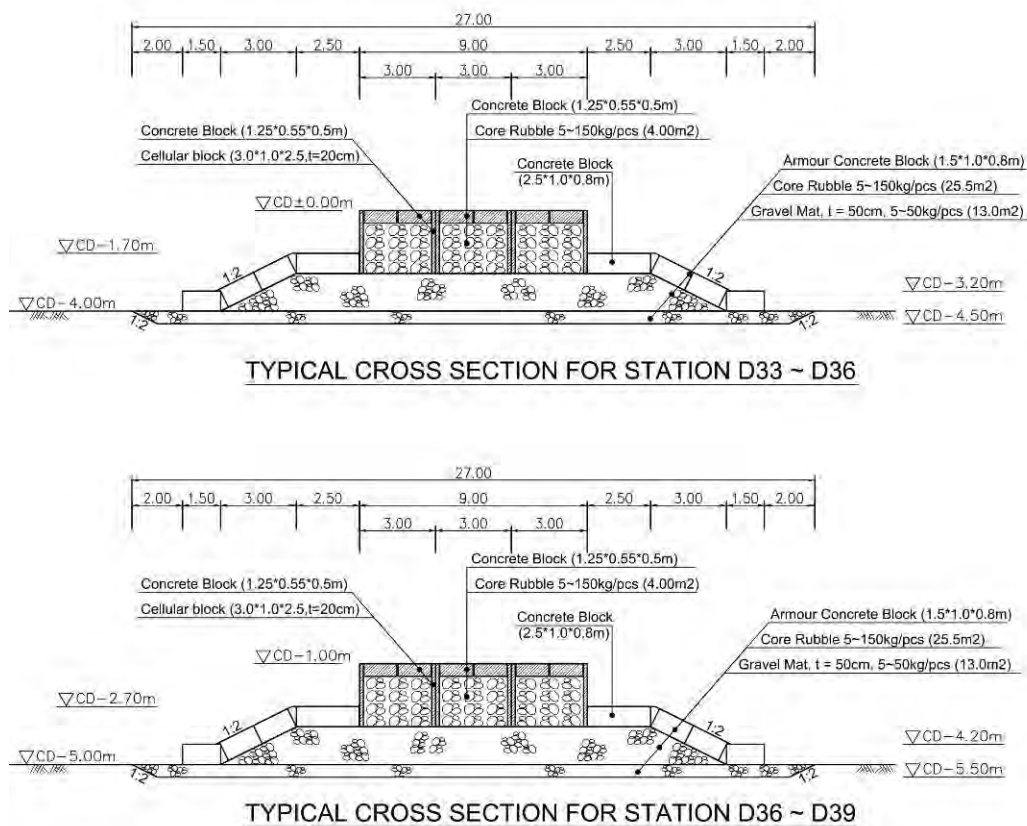 27.00
2.00 1.50 3.00 2.50 9.00 2.50 3.00 1.50 2.00
3.00 3.00 3.00
Concrete Block (1.25*0.55*0.5m)
Concrete Block (1.25*0.55*0.5m)
Core Rubble 5~150kg/pcs (4.00m2)
Cellular block (3.0*1.0*2.5,t=20cm)
Concrete Block
(2.5*1.0*0.8m)
Armour Concrete Block (1.5*1.0*0.8m)
Core Rubble 5~150kg/pcs (25.5m2)
Gravel Mat, t = 50cm, 5~50kg/pcs (13.0m2)
▽CD±0.00m
▽CD-1.70m
1:2 1:2
▽CD-3.20m
▽CD-4.00m
▽CD-4.50m
1:2 1:2
TYPICAL CROSS SECTION FOR STATION D33 ~ D36
27.00
2.00 1.50 3.00 2.50 9.00 2.50 3.00 1.50 2.00
3.00 3.00 3.00
Concrete Block (1.25*0.55*0.5m)
Concrete Block (1.25*0.55*0.5m)
Core Rubble 5~150kg/pcs (4.00m2)
Cellular block (3.0*1.0*2.5,t=20cm)
Concrete Block
(2.5*1.0*0.8m)
Armour Concrete Block (1.5*1.0*0.8m)
Core Rubble 5~150kg/pcs (25.5m2)
Gravel Mat, t = 50cm, 5~50kg/pcs (13.0m2)
▽CD-1.00m
▽CD-2.70m
1:2 1:2
▽CD-4.20m
▽CD-5.00m
▽CD-5.50m
1:2 1:2
TYPICAL CROSS SECTION FOR STATION D36 ~ D39